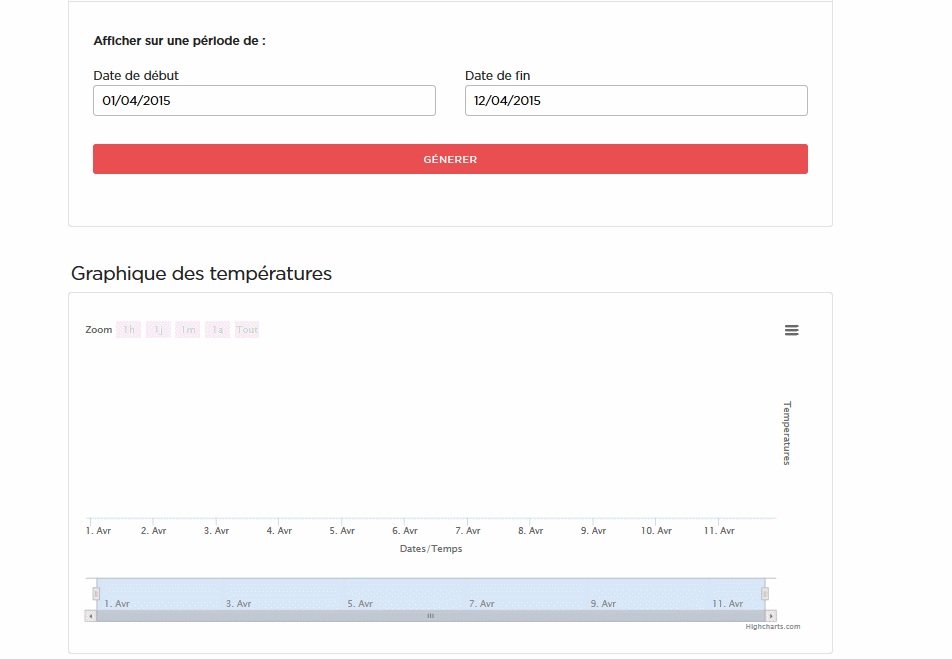 Afficher sur une période de :
Date de début Date de fin
01/04/2015 12/04/2015
GÉNERER
Graphique des températures
Zoom 1h 1j 1m 1a Tout
Temperatures
1. Avr 2. Avr 3. Avr 4. Avr 5. Avr 6. Avr 7. Avr 8. Avr 9. Avr 10. Avr 11. Avr
Dates/Temps
1. Avr 3. Avr 5. Avr 7. Avr 9. Avr 11. Avr
Highcharts.com